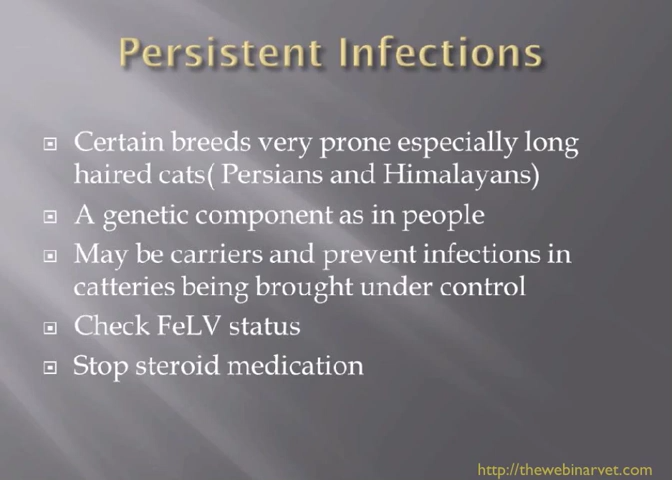 Persistent Infections
Certain breeds very prone especially long
haired cats( Persians and Himalayans)
A genetic component as in people
May be carriers and prevent infections in
catteries being brought under control
Check FeLV status
Stop steroid medication
http://thewebinarvet.com